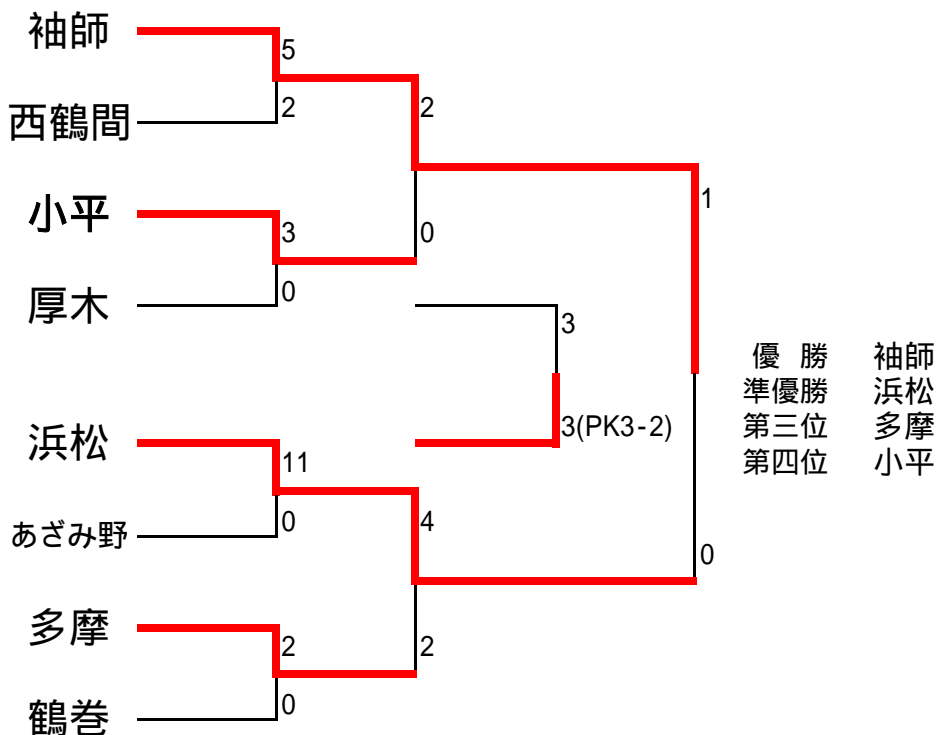 袖師
5
2
西鶴間
2
小平
3
0
0
厚木
1
3
3(PK3-2)
浜松
11
0
4
あざみ野
0
多摩
2
2
0
鶴巻
優 勝 袖師
準優勝 浜松
第三位 多摩
第四位 小平